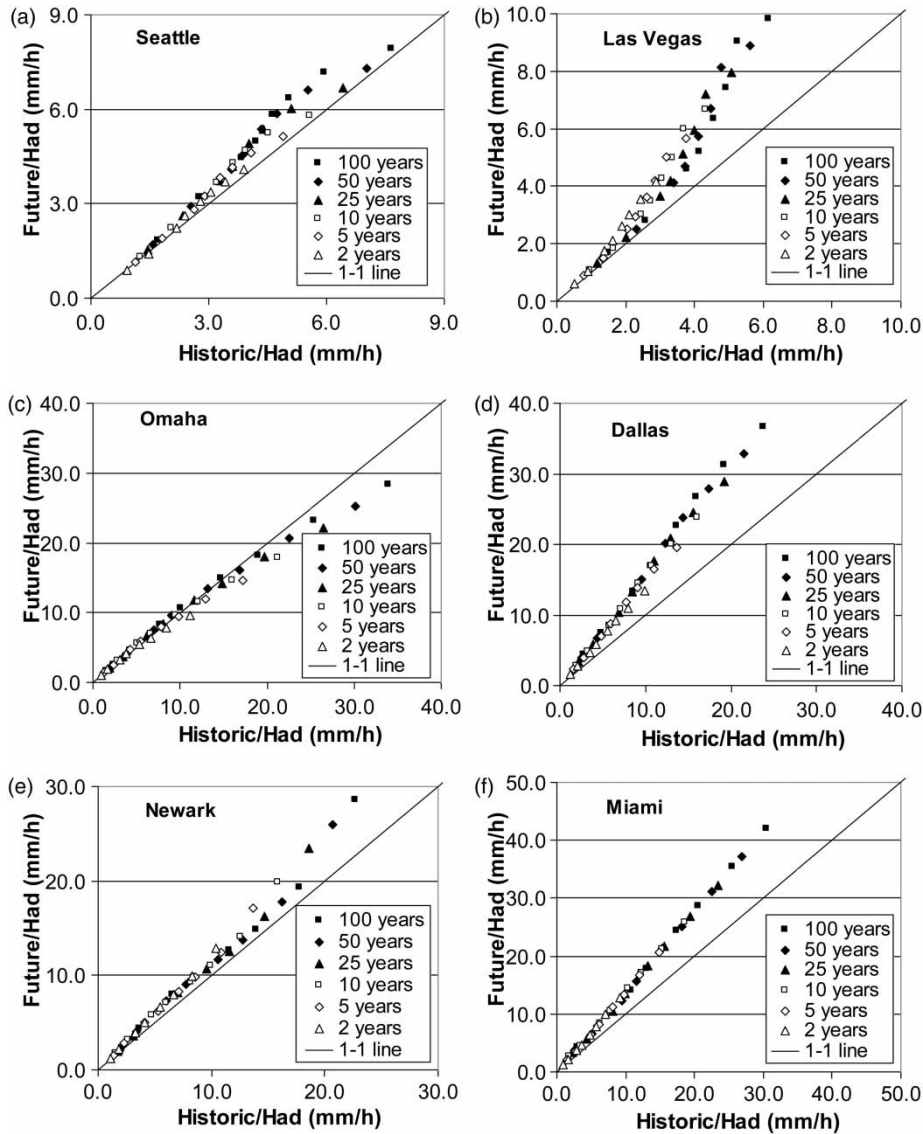 (a)
Seattle
9.0
6.0
3.0
0.0
Future/Had (mm/h)
100 years
50 years
25 years
10 years
5 years
2 years
1-1 line
0.0 3.0 6.0 9.0
Historic/Had (mm/h)
(b)
Las Vegas
10.0
8.0
6.0
4.0
2.0
0.0
Future/Had (mm/h)
100 years
50 years
25 years
10 years
5 years
2 years
1-1 line
0.0 2.0 4.0 6.0 8.0 10.0
Historic/Had (mm/h)
(c)
Omaha
40.0
30.0
20.0
10.0
0.0
Future/Had (mm/h)
100 years
50 years
25 years
10 years
5 years
2 years
1-1 line
0.0 10.0 20.0 30.0 40.0
Historic/Had (mm/h)
(d)
Dallas
40.0
30.0
20.0
10.0
0.0
Future/Had (mm/h)
100 years
50 years
25 years
10 years
5 years
2 years
1-1 line
0.0 10.0 20.0 30.0 40.0
Historic/Had (mm/h)
(e)
Newark
30.0
20.0
10.0
0.0
Future/Had (mm/h)
100 years
50 years
25 years
10 years
5 years
2 years
1-1 line
0.0 10.0 20.0 30.0
Historic/Had (mm/h)
(f)
Miami
50.0
40.0
30.0
20.0
10.0
0.0
Future/Had (mm/h)
100 years
50 years
25 years
10 years
5 years
2 years
1-1 line
0.0 10.0 20.0 30.0 40.0 50.0
Historic/Had (mm/h)